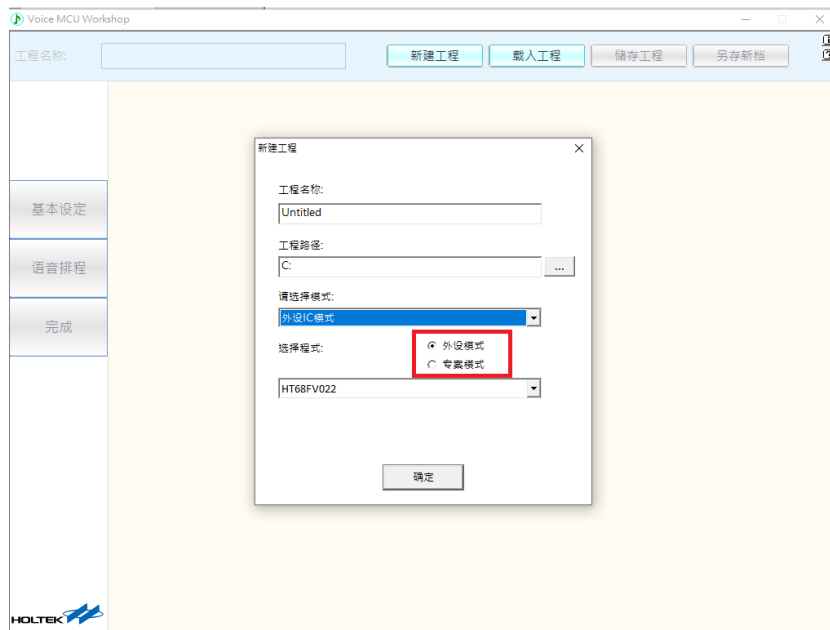 Voice MCU Workshop
工程名称:
新建工程
载入工程
储存工程
另存新档
基本设定
语音排程
完成
新建工程
工程名称:
Untitled
工程路径:
C:
...
请选择模式:
外设IC模式
选择程式:
外设模式
专案模式
HT68FV022
确定
HOLTEK